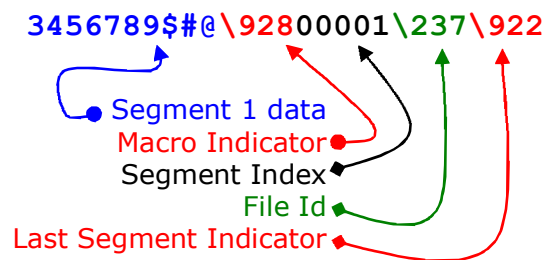 3456789$#@\92800001\237\922
Segment 1 data
Macro Indicator
Segment Index
File Id
Last Segment Indicator